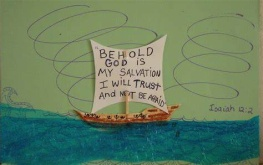 "BEHOLD
GOD IS
MY SALVATION
I WILL TRUST
AND NOT BE AFRAID"
Isaiah 12:2